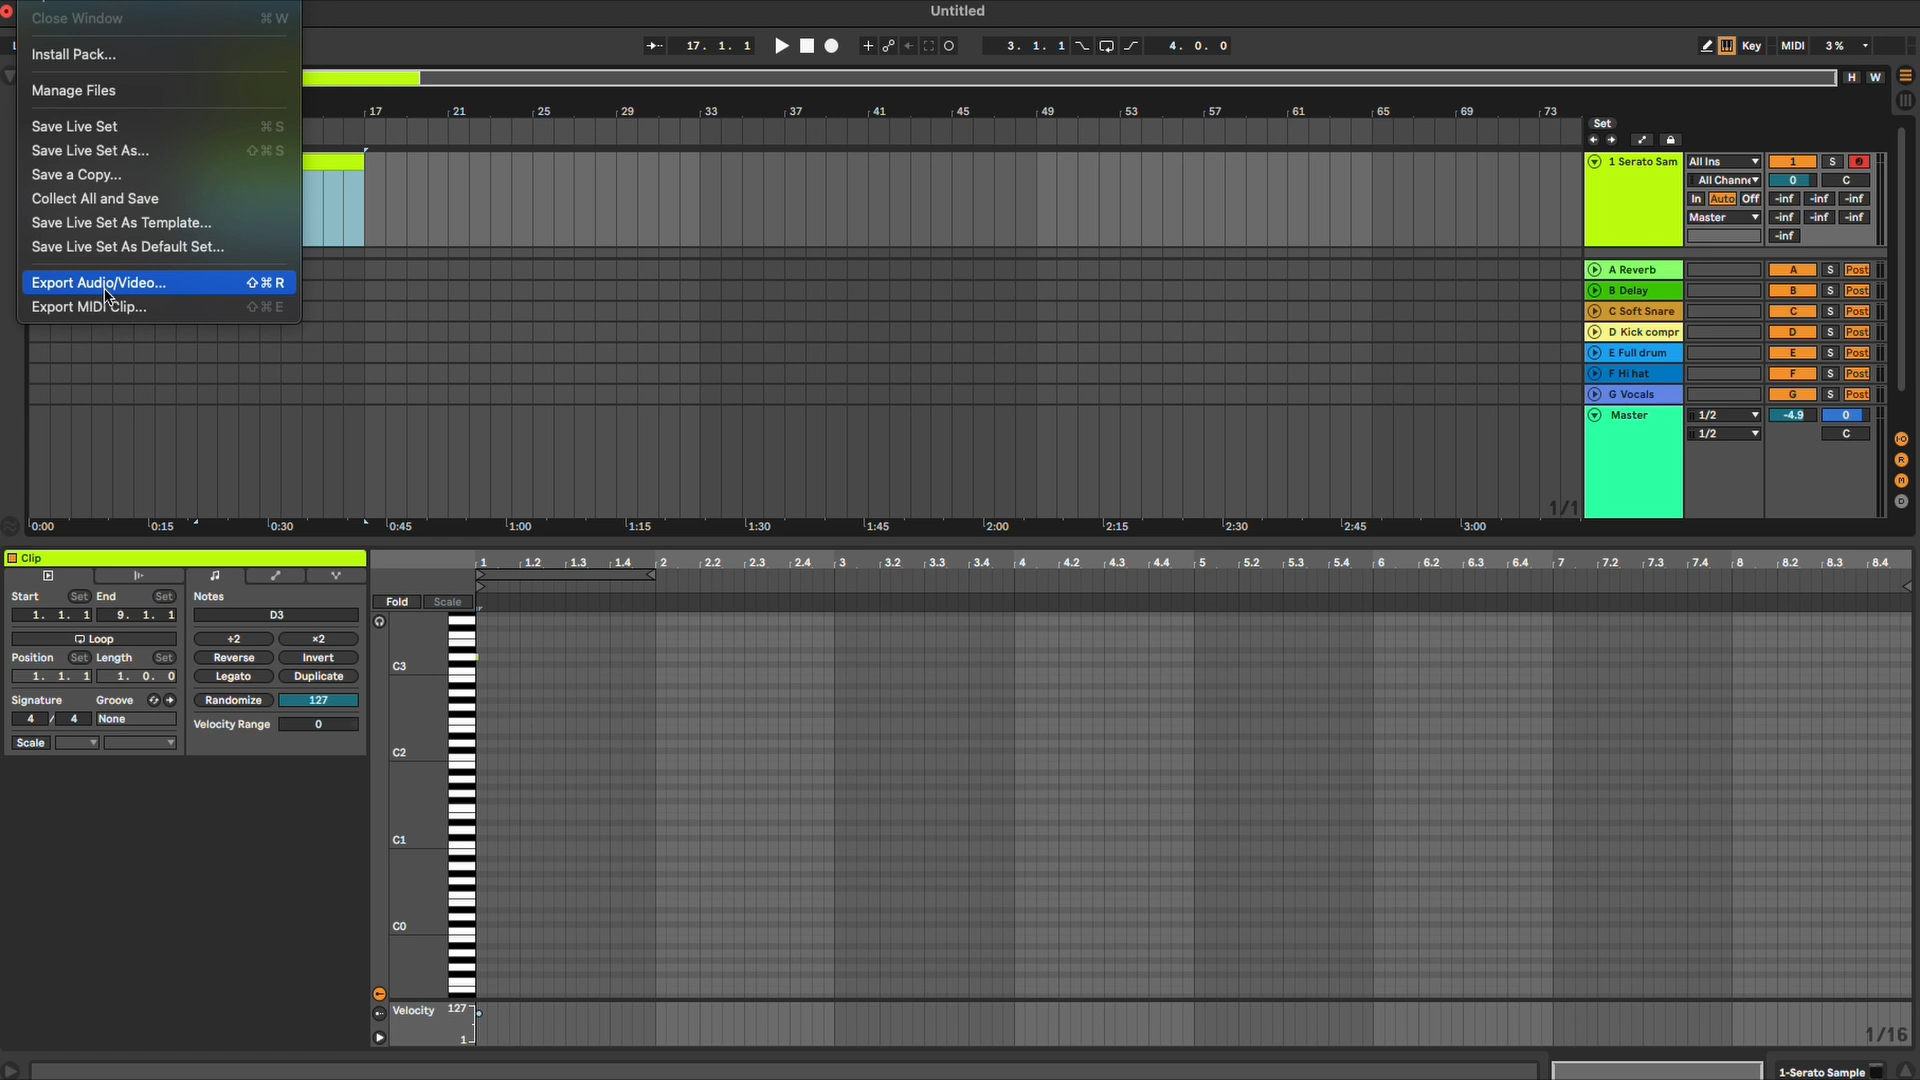 Untitled
Close Window ⌘ W
Install Pack...
Manage Files
Save Live Set ⌘ S
Save Live Set As... ⇧ ⌘ S
Save a Copy...
Collect All and Save
Save Live Set As Template...
Save Live Set As Default Set...
Export Audio/Video... ⇧ ⌘ R
Export MIDI Clip... ⇧ ⌘ E
17. 1. 1 3. 1. 1 4. 0. 0 Key MIDI 3 %
H W
17 21 25 29 33 37 41 45 49 53 57 61 65 69 73
Set
1 Serato Sam All Ins 1 S
All Channe 0 C
In Auto Off -inf -inf -inf
Master -inf -inf -inf
-inf
A Reverb A S Post
B Delay B S Post
C Soft Snare C S Post
D Kick compr D S Post
E Full drum E S Post
F Hi hat F S Post
G Vocals G S Post
Master 1/2 -4.9 0
1/2 C
I·O
R
M
D
1/1
0:00 0:15 0:30 0:45 1:00 1:15 1:30 1:45 2:00 2:15 2:30 2:45 3:00
Clip
1 1.2 1.3 1.4 2 2.2 2.3 2.4 3 3.2 3.3 3.4 4 4.2 4.3 4.4 5 5.2 5.3 5.4 6 6.2 6.3 6.4 7 7.2 7.3 7.4 8 8.2 8.3 8.4
Start Set End Set Notes
1. 1. 1 9. 1. 1 D3
Fold Scale
Loop ÷2 ×2
Position Set Length Set Reverse Invert
1. 1. 1 1. 0. 0 Legato Duplicate
Signature Groove Randomize 127
4 / 4 None Velocity Range 0
Scale
C3
C2
C1
C0
Velocity 127
1
1/16
1-Serato Sample